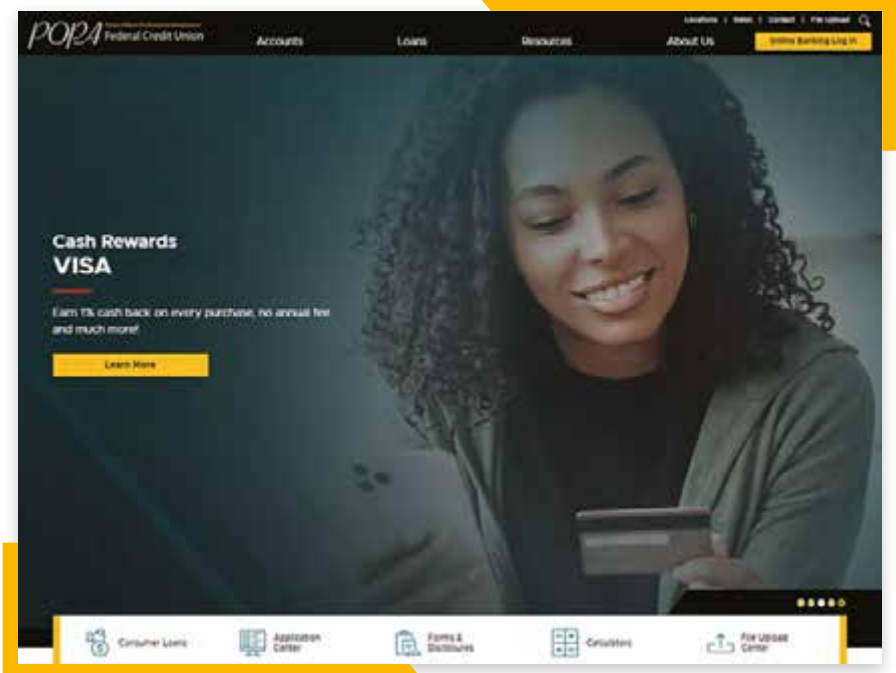 Locations | Rates | Contact | File Upload
POPA Federal Credit Union
Accounts
Loans
Resources
About Us
Online Banking Log In
Cash Rewards
VISA
Earn 1% cash back on every purchase, no annual fee
and much more!
Learn More
Consumer Loans
Application
Center
Forms &
Disclosures
Calculators
File Upload
Center